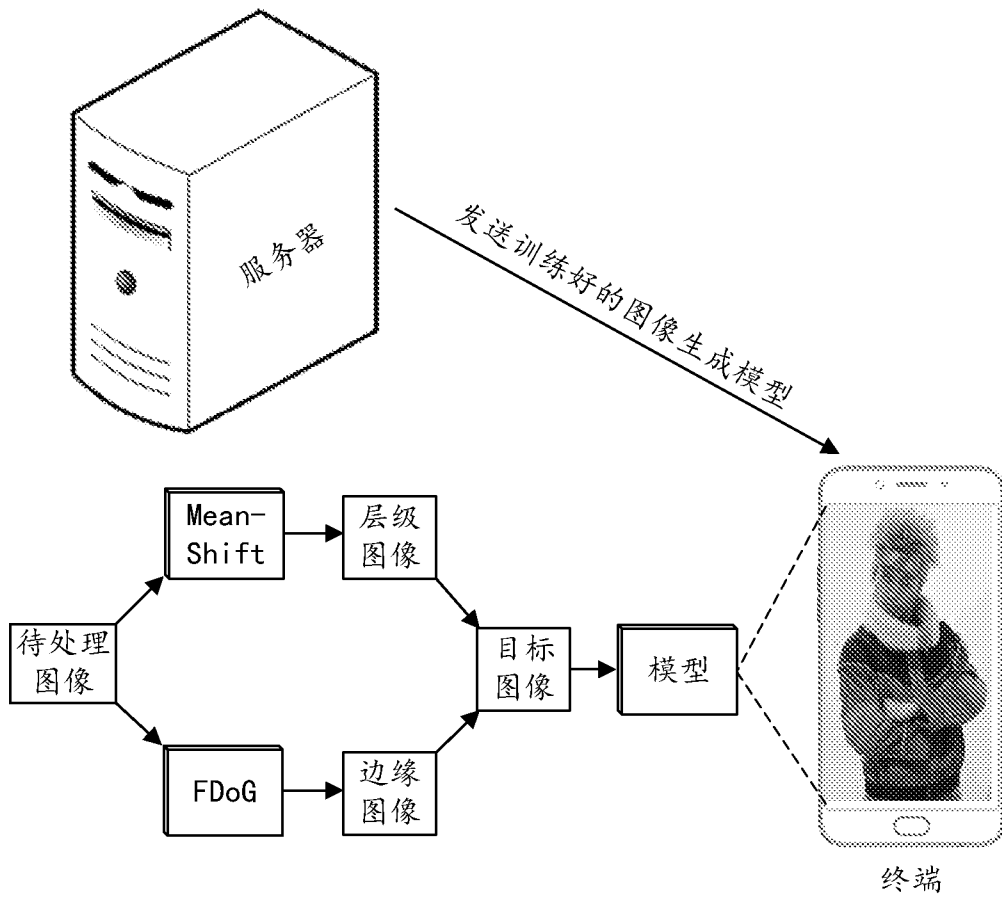 服务器
发送训练好的图像生成模型
Mean-
Shift
层级
图像
待处理
图像
目标
图像
模型
FDoG
边缘
图像
终端